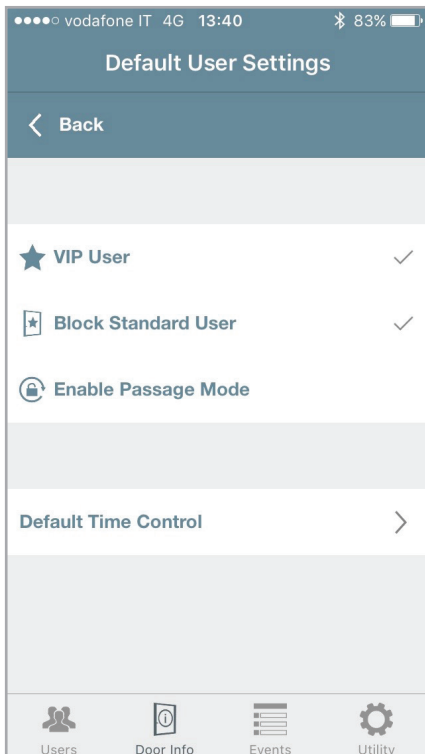 vodafone IT 4G 13:40 83%
Default User Settings
Back
VIP User
Block Standard User
Enable Passage Mode
Default Time Control
Users Door Info Events Utility